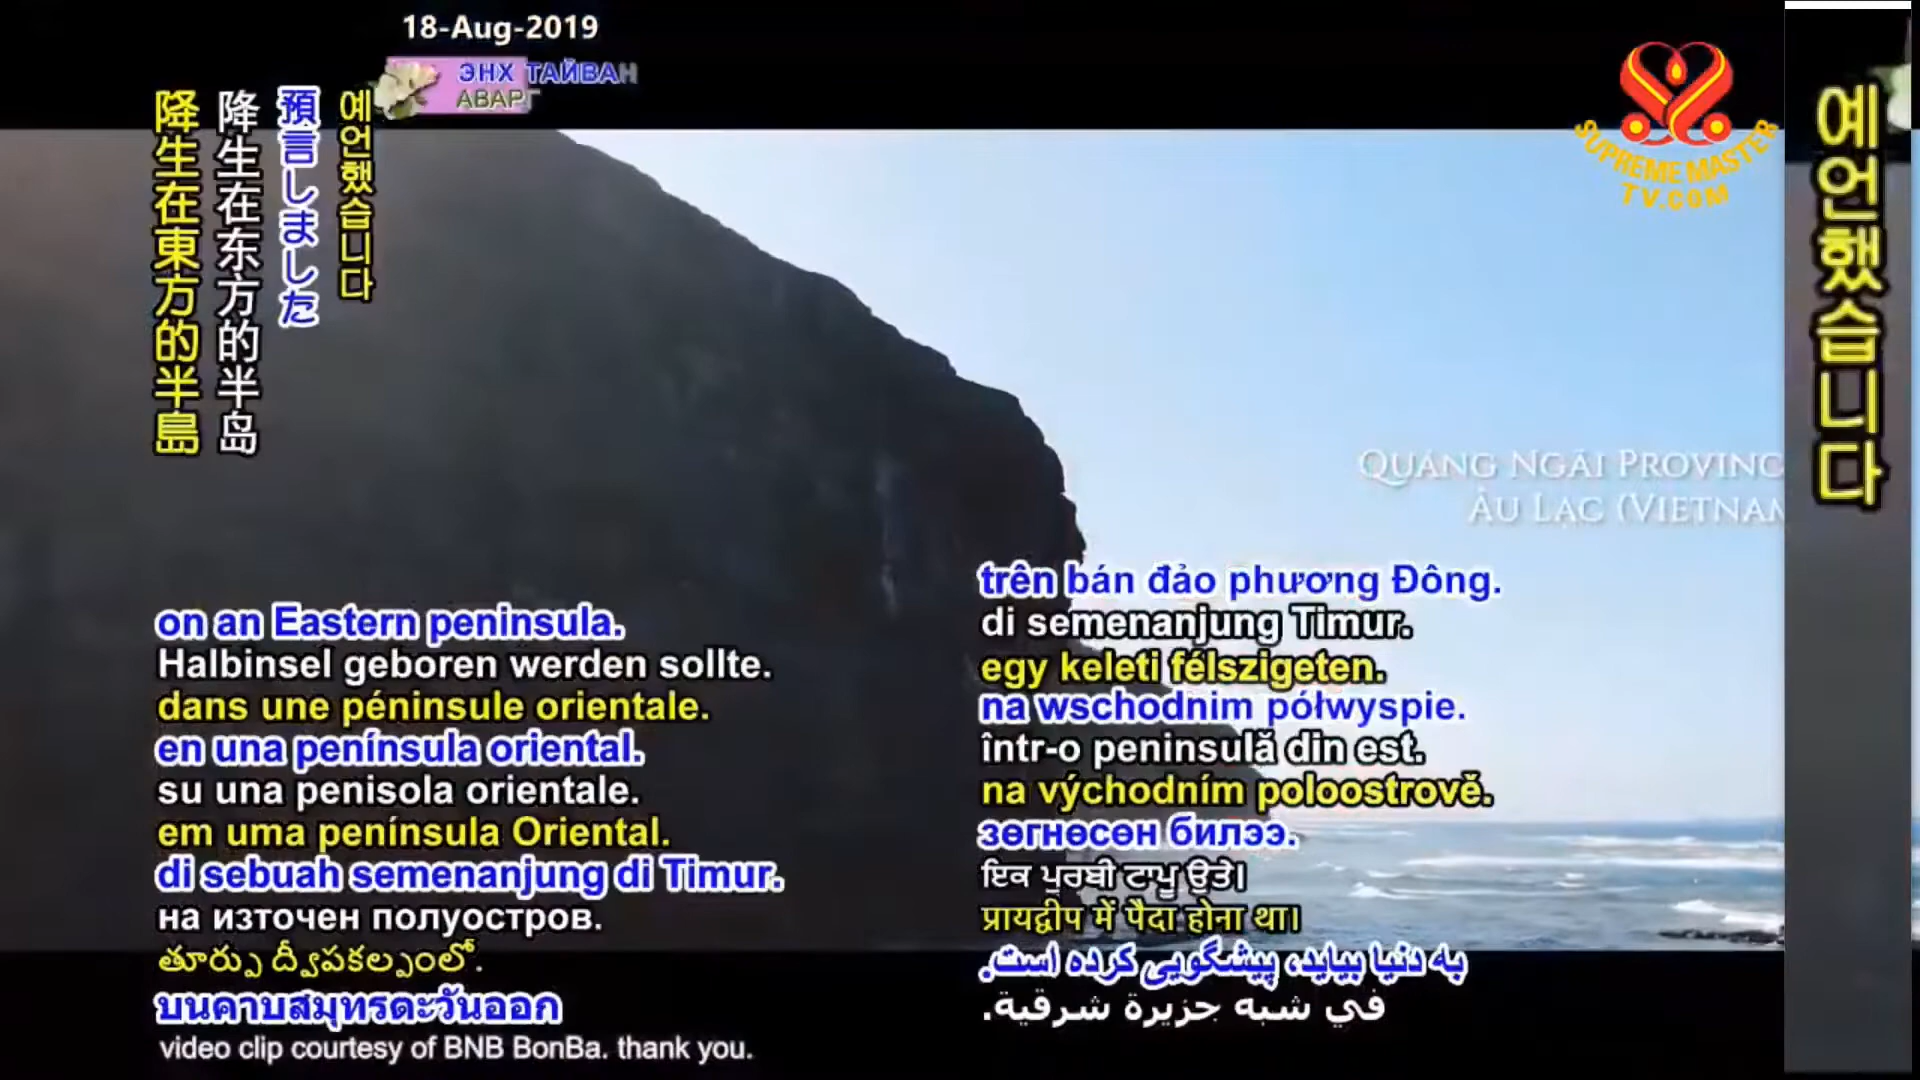 18-Aug-2019
ЭНХ ТАЙВАН
АВАРГ
SUPREME MASTER
TV.COM
降生在東方的半島
降生在东方的半岛
預言しました
예언했습니다
예언했습니다
QUẢNG NGÃI PROVINC
ÂU LẠC (VIETNAM
on an Eastern peninsula.
Halbinsel geboren werden sollte.
dans une péninsule orientale.
en una península oriental.
su una penisola orientale.
em uma península Oriental.
di sebuah semenanjung di Timur.
на източен полуостров.
తూర్పు ద్వీపకల్పంలో.
บนคาบสมุทรตะวันออก
video clip courtesy of BNB BonBa. thank you.
trên bán đảo phương Đông.
di semenanjung Timur.
egy keleti félszigeten.
na wschodnim półwyspie.
într-o peninsulă din est.
na východním poloostrově.
зөгнөсөн билээ.
ਇਕ ਪੂਰਬੀ ਟਾਪੂ ਉਤੇ।
प्रायद्वीप में पैदा होना था।
به دنیا بیاید، پیشگویی کرده است.
في شبه جزيرة شرقية.